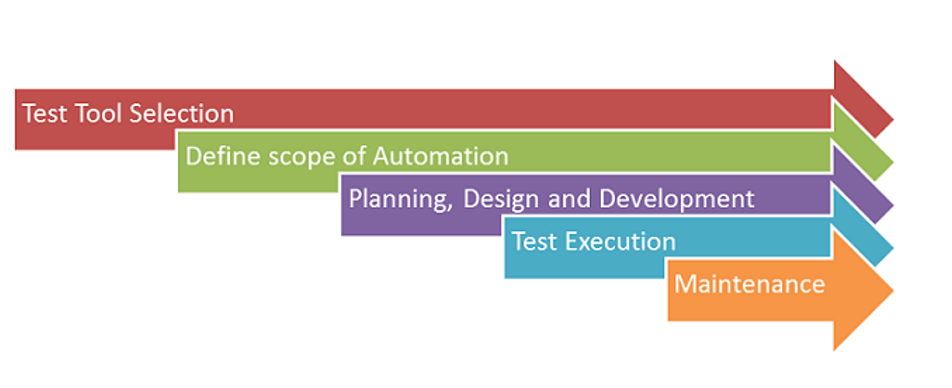 Test Tool Selection
Define scope of Automation
Planning, Design and Development
Test Execution
Maintenance